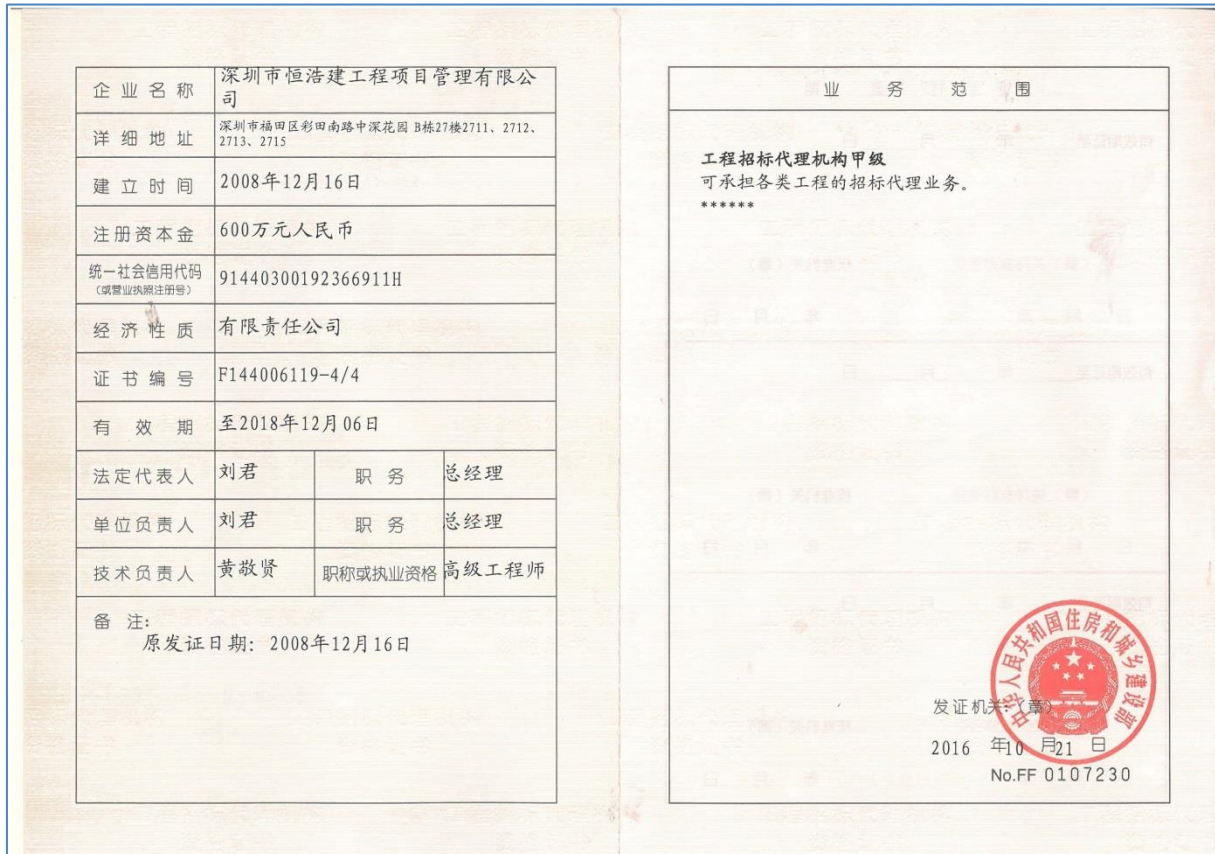 企业名称
深圳市恒浩建工程项目管理有限公
司
详细地址
深圳市福田区彩田南路中深花园 B栋27楼2711、2712、
2713、2715
建立时间
2008年12月16日
注册资本金
600万元人民币
统一社会信用代码
（或营业执照注册号）
91440300192366911H
经济性质
有限责任公司
证书编号
F144006119-4/4
有效期
至2018年12月06日
法定代表人 刘君 职务 总经理
单位负责人 刘君 职务 总经理
技术负责人 黄敬贤 职称或执业资格 高级工程师
备注：
原发证日期：2008年12月16日
业务范围
工程招标代理机构甲级
可承担各类工程的招标代理业务。
******
中华人民共和国住房和城乡建设部
发证机关：（章）
2016 年10 月21 日
No.FF 0107230